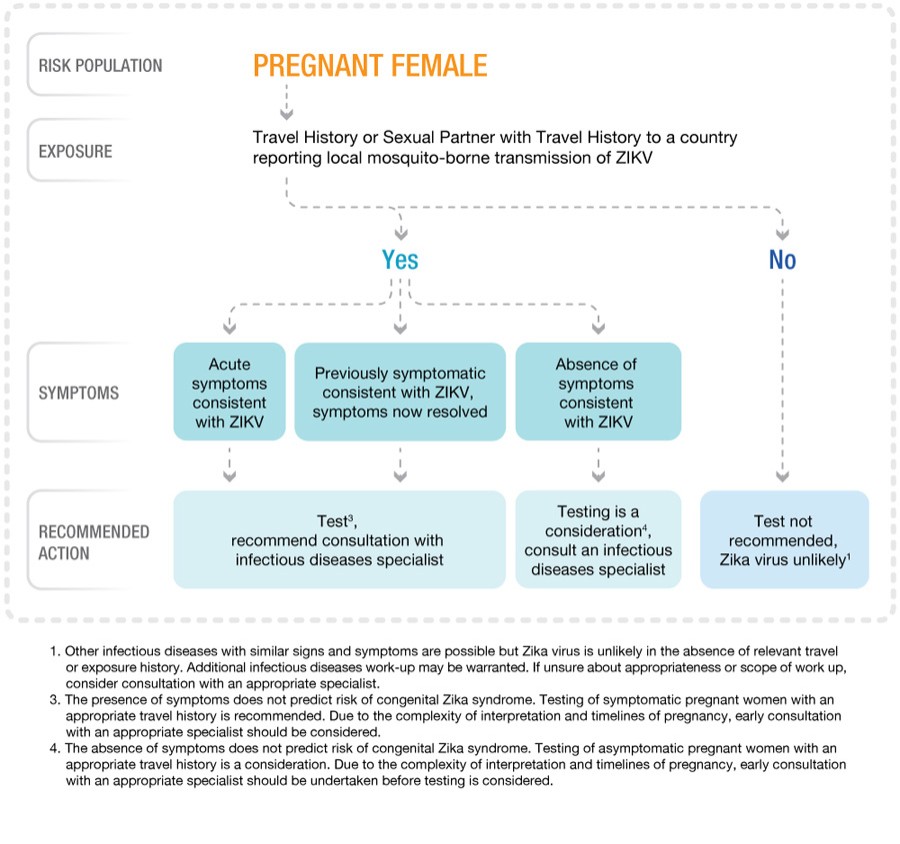 RISK POPULATION
PREGNANT FEMALE
EXPOSURE
Travel History or Sexual Partner with Travel History to a country
reporting local mosquito-borne transmission of ZIKV
Yes
No
SYMPTOMS
Acute
symptoms
consistent
with ZIKV
Previously symptomatic
consistent with ZIKV,
symptoms now resolved
Absence of
symptoms
consistent
with ZIKV
RECOMMENDED
ACTION
Test³,
recommend consultation with
infectious diseases specialist
Testing is a
consideration⁴,
consult an infectious
diseases specialist
Test not
recommended,
Zika virus unlikely¹
1. Other infectious diseases with similar signs and symptoms are possible but Zika virus is unlikely in the absence of relevant travel
or exposure history. Additional infectious diseases work-up may be warranted. If unsure about appropriateness or scope of work up,
consider consultation with an appropriate specialist.
3. The presence of symptoms does not predict risk of congenital Zika syndrome. Testing of symptomatic pregnant women with an
appropriate travel history is recommended. Due to the complexity of interpretation and timelines of pregnancy, early consultation
with an appropriate specialist should be considered.
4. The absence of symptoms does not predict risk of congenital Zika syndrome. Testing of asymptomatic pregnant women with an
appropriate travel history is a consideration. Due to the complexity of interpretation and timelines of pregnancy, early consultation
with an appropriate specialist should be undertaken before testing is considered.